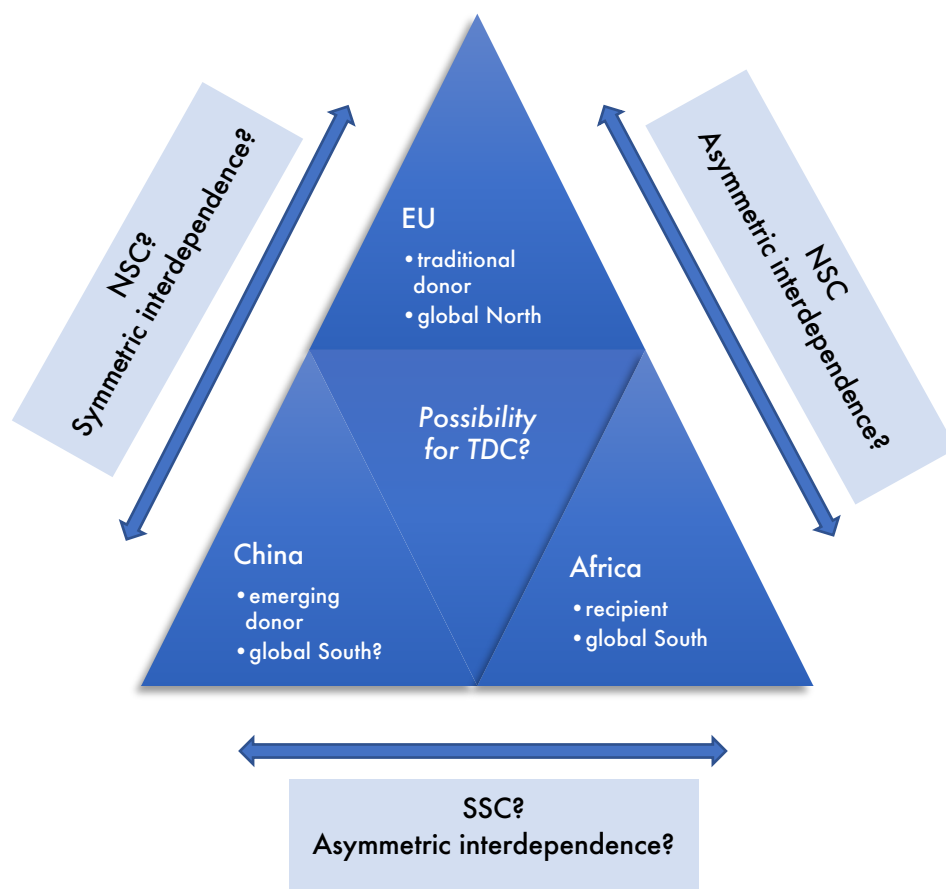 NSC?
Symmetric interdependence?
NSC
Asymmetric interdependence?
EU
• traditional
donor
• global North
Possibility
for TDC?
China
• emerging
donor
• global South?
Africa
• recipient
• global South
SSC?
Asymmetric interdependence?